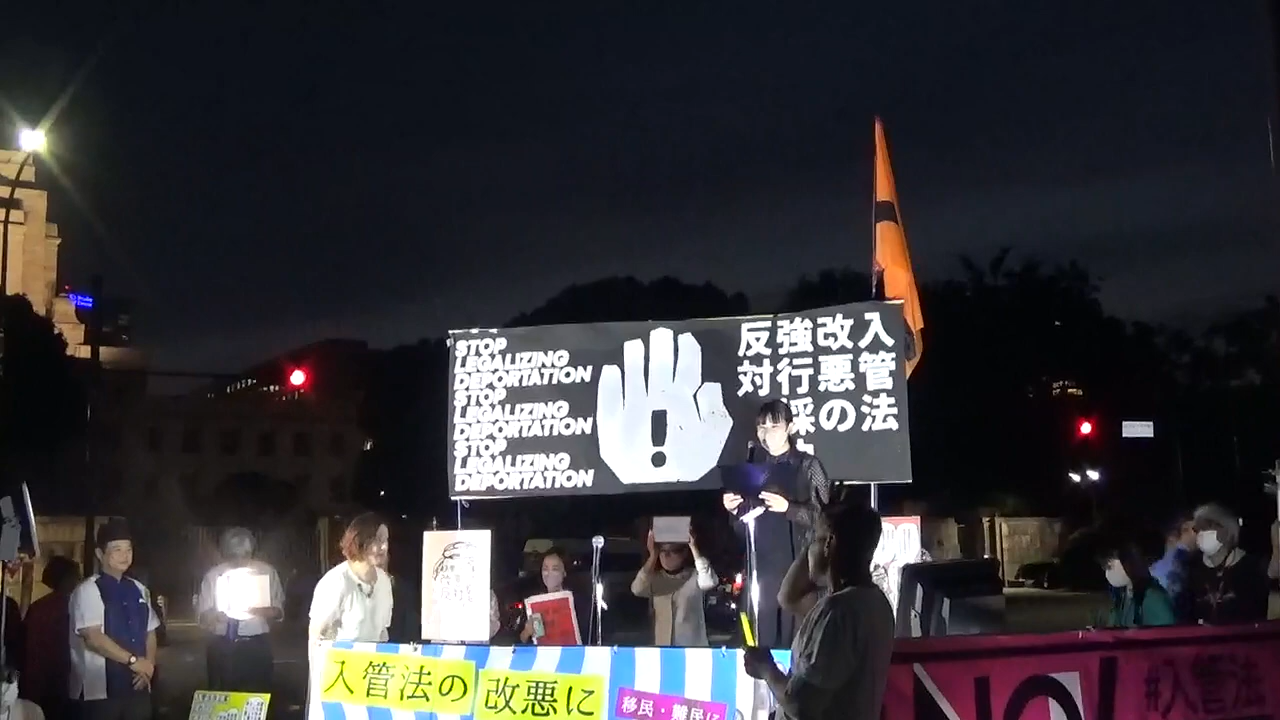 STOP
LEGALIZING
DEPORTATION
STOP
LEGALIZING
DEPORTATION
STOP
LEGALIZING
DEPORTATION
入管法
改悪の
強行採
反対
入管法の
改悪に
移民・難民に
NO!
#入管法